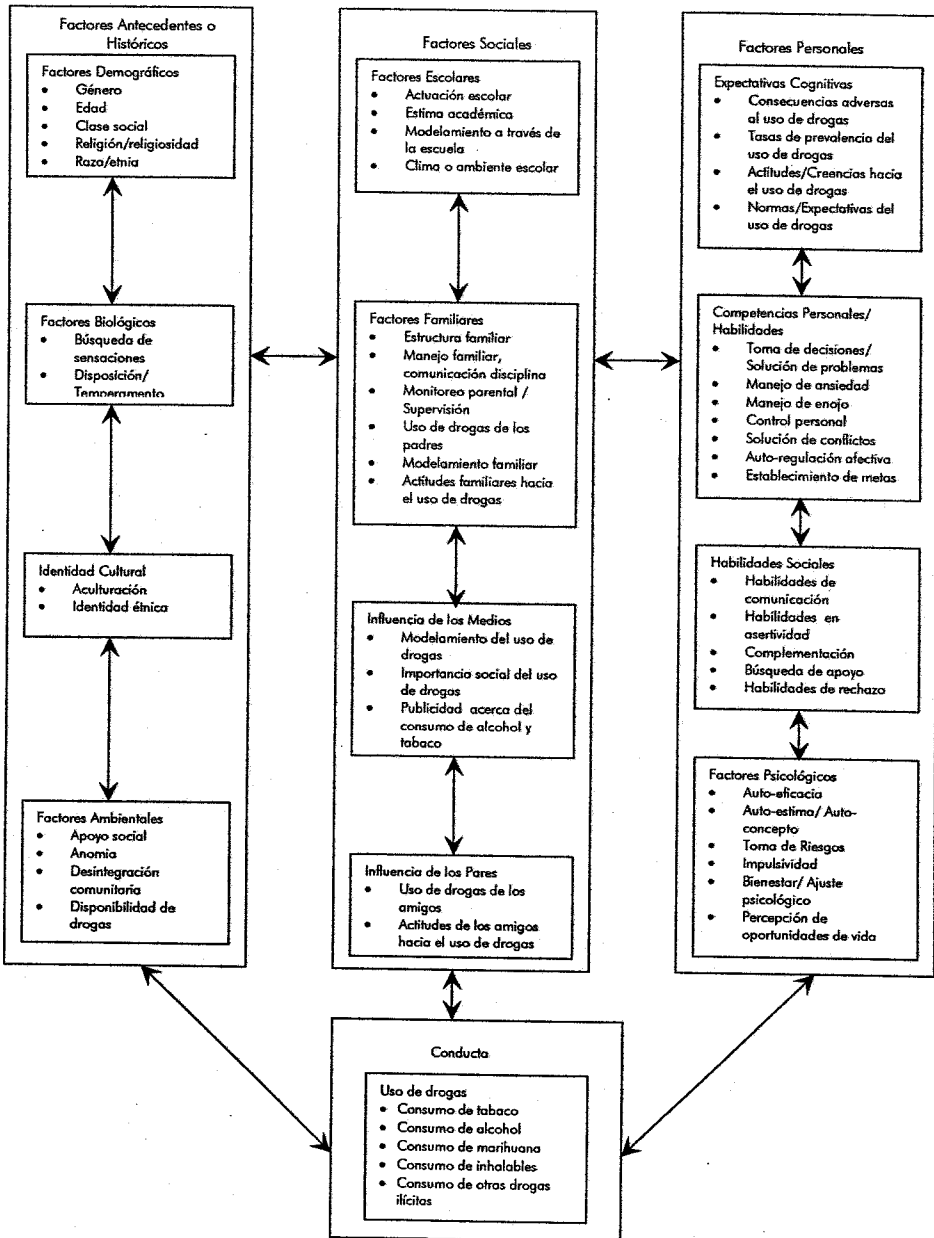 Factores Antecedentes o
Históricos
Factores Demográficos
• Género
• Edad
• Clase social
• Religión/religiosidad
• Raza/etnia
Factores Biológicos
• Búsqueda de
sensaciones
• Disposición/
Temperamento
Identidad Cultural
• Aculturación
• Identidad étnica
Factores Ambientales
• Apoyo social
• Anomia
• Desintegración
comunitaria
• Disponibilidad de
drogas
Factores Sociales
Factores Escolares
• Actuación escolar
• Estima académica
• Modelamiento a través de
la escuela
• Clima o ambiente escolar
Factores Familiares
• Estructura familiar
• Manejo familiar,
comunicación disciplina
• Monitoreo parental /
Supervisión
• Uso de drogas de los
padres
• Modelamiento familiar
• Actitudes familiares hacia
el uso de drogas
Influencia de los Medios
• Modelamiento del uso de
drogas
• Importancia social del uso
de drogas
• Publicidad acerca del
consumo de alcohol y
tabaco
Influencia de los Pares
• Uso de drogas de los
amigos
• Actitudes de los amigos
hacia el uso de drogas
Factores Personales
Expectativas Cognitivas
• Consecuencias adversas
al uso de drogas
• Tasas de prevalencia del
uso de drogas
• Actitudes/Creencias hacia
el uso de drogas
• Normas/Expectativas del
uso de drogas
Competencias Personales/
Habilidades
• Toma de decisiones/
Solución de problemas
• Manejo de ansiedad
• Manejo de enojo
• Control personal
• Solución de conflictos
• Auto-regulación afectiva
• Establecimiento de metas
Habilidades Sociales
• Habilidades de
comunicación
• Habilidades en
asertividad
• Complementación
• Búsqueda de apoyo
• Habilidades de rechazo
Factores Psicológicos
• Auto-eficacia
• Auto-estima/ Auto-
concepto
• Toma de Riesgos
• Impulsividad
• Bienestar/ Ajuste
psicológico
• Percepción de
oportunidades de vida
Conducta
Uso de drogas
• Consumo de tabaco
• Consumo de alcohol
• Consumo de marihuana
• Consumo de inhalables
• Consumo de otras drogas
ilícitas